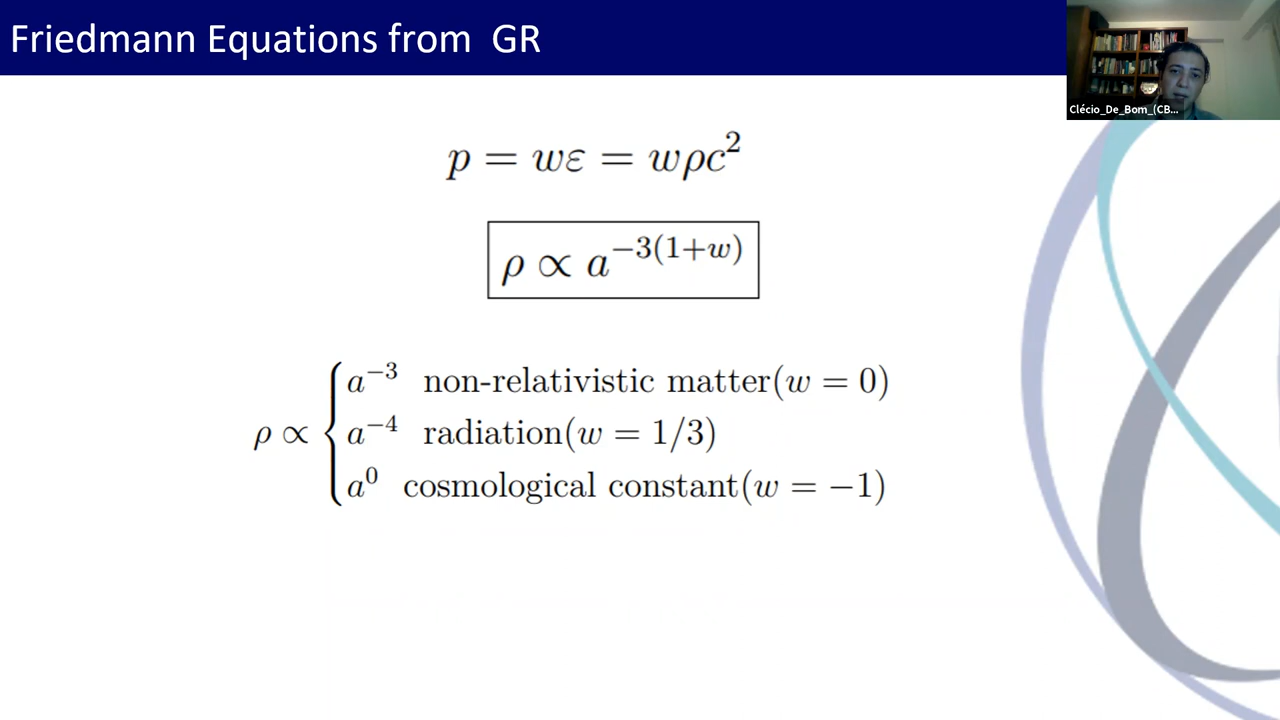 Friedmann Equations from GR
Clécio_De_Bom_(CB...
p = wε = wρc²
ρ ∝ a^{-3(1+w)}
ρ ∝ { a^{-3} non-relativistic matter(w = 0)
a^{-4} radiation(w = 1/3)
a^{0} cosmological constant(w = −1)